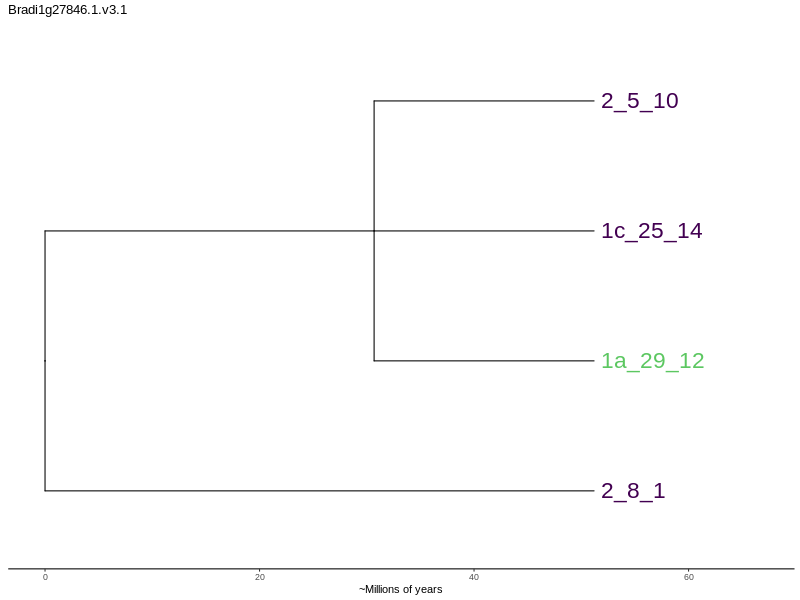 Bradi1g27846.1.v3.1
2_5_10
1c_25_14
1a_29_12
2_8_1
0 20 40 60
~Millions of years